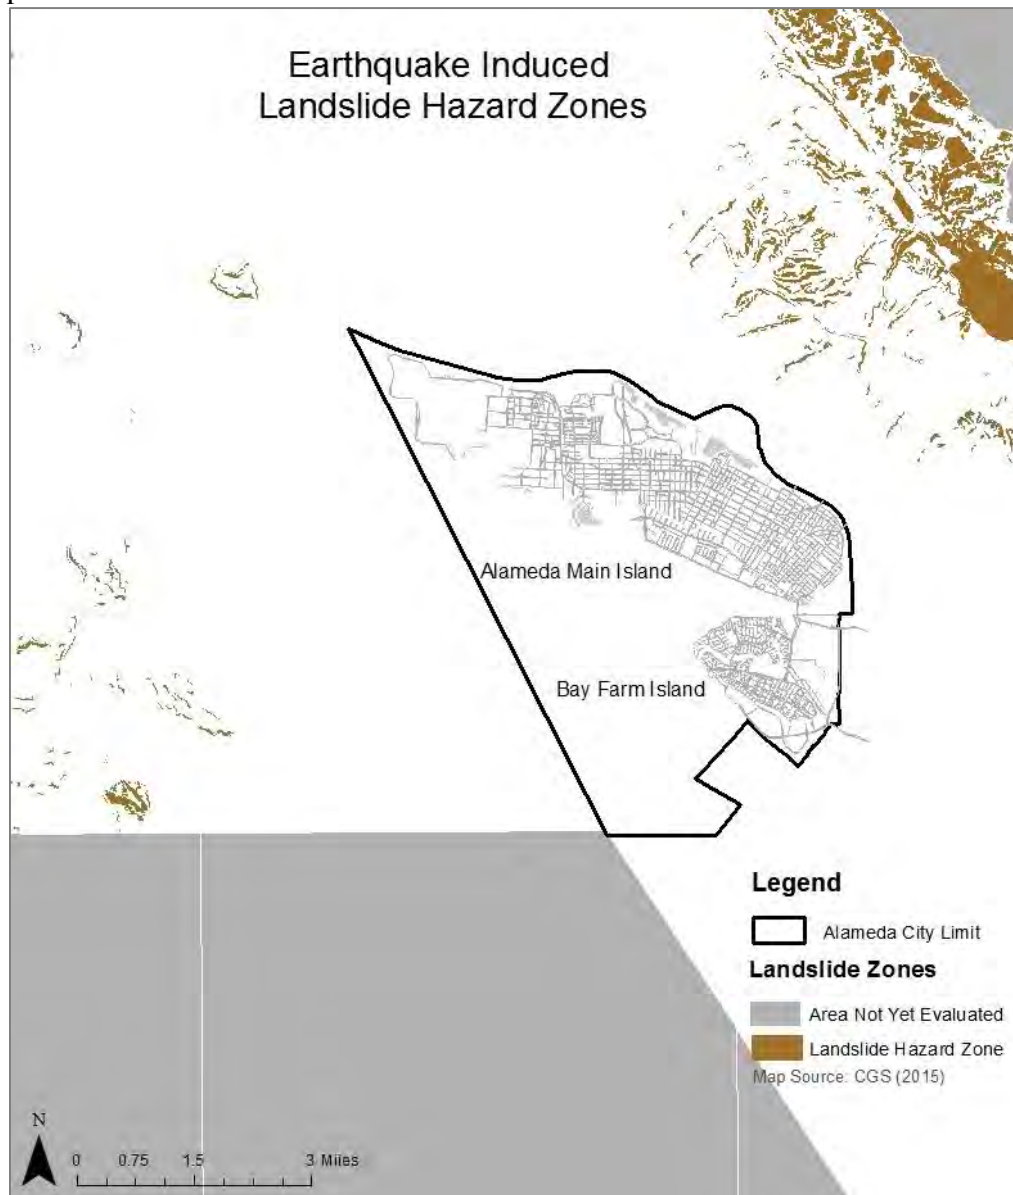 Earthquake Induced
Landslide Hazard Zones
Alameda Main Island
Bay Farm Island
Legend
Alameda City Limit
Landslide Zones
Area Not Yet Evaluated
Landslide Hazard Zone
Map Source: CGS (2015)
N
0 0.75 1.5 3 Miles